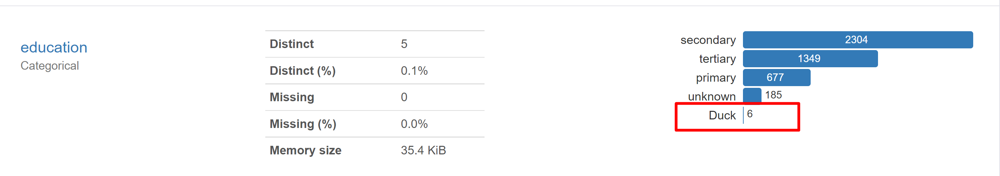 education
Categorical
Distinct 5
Distinct (%) 0.1%
Missing 0
Missing (%) 0.0%
Memory size 35.4 KiB
secondary 2304
tertiary 1349
primary 677
unknown 185
Duck 6